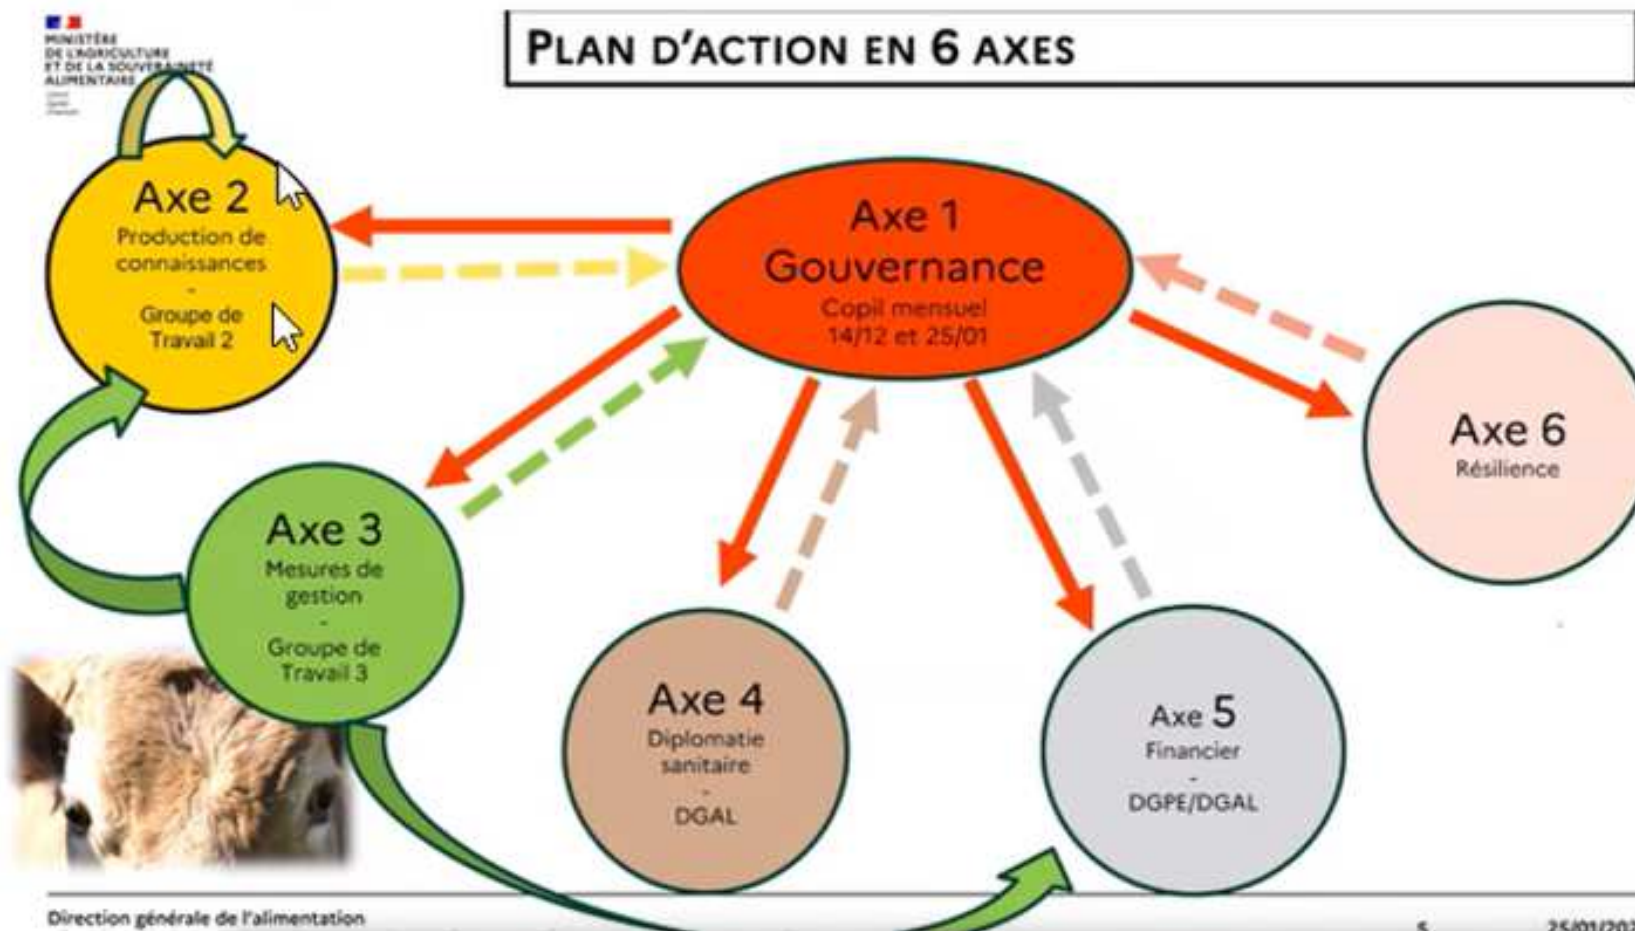 MINISTÈRE
DE L'AGRICULTURE
ET DE LA SOUVERAINETÉ
ALIMENTAIRE
PLAN D'ACTION EN 6 AXES
Axe 2
Production de
connaissances
-
Groupe de
Travail 2
Axe 1
Gouvernance
Copil mensuel
14/12 et 25/01
Axe 6
Résilience
Axe 3
Mesures de
gestion
-
Groupe de
Travail 3
Axe 4
Diplomatie
sanitaire
-
DGAL
Axe 5
Financier
-
DGPE/DGAL
Direction générale de l'alimentation
25/01/202